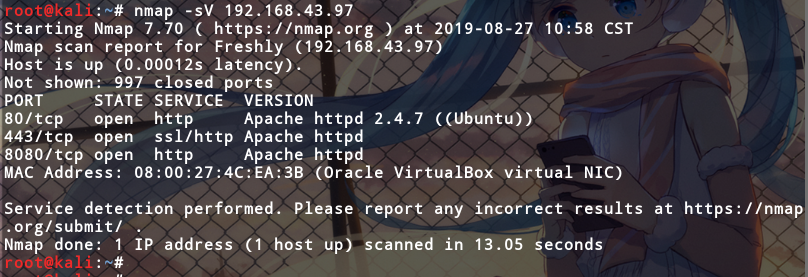 root@kali:~# nmap -sV 192.168.43.97
Starting Nmap 7.70 ( https://nmap.org ) at 2019-08-27 10:58 CST
Nmap scan report for Freshly (192.168.43.97)
Host is up (0.00012s latency).
Not shown: 997 closed ports
PORT     STATE SERVICE  VERSION
80/tcp   open  http     Apache httpd 2.4.7 ((Ubuntu))
443/tcp  open  ssl/http Apache httpd
8080/tcp open  http     Apache httpd
MAC Address: 08:00:27:4C:EA:3B (Oracle VirtualBox virtual NIC)
Service detection performed. Please report any incorrect results at https://nmap
.org/submit/ .
Nmap done: 1 IP address (1 host up) scanned in 13.05 seconds
root@kali:~#